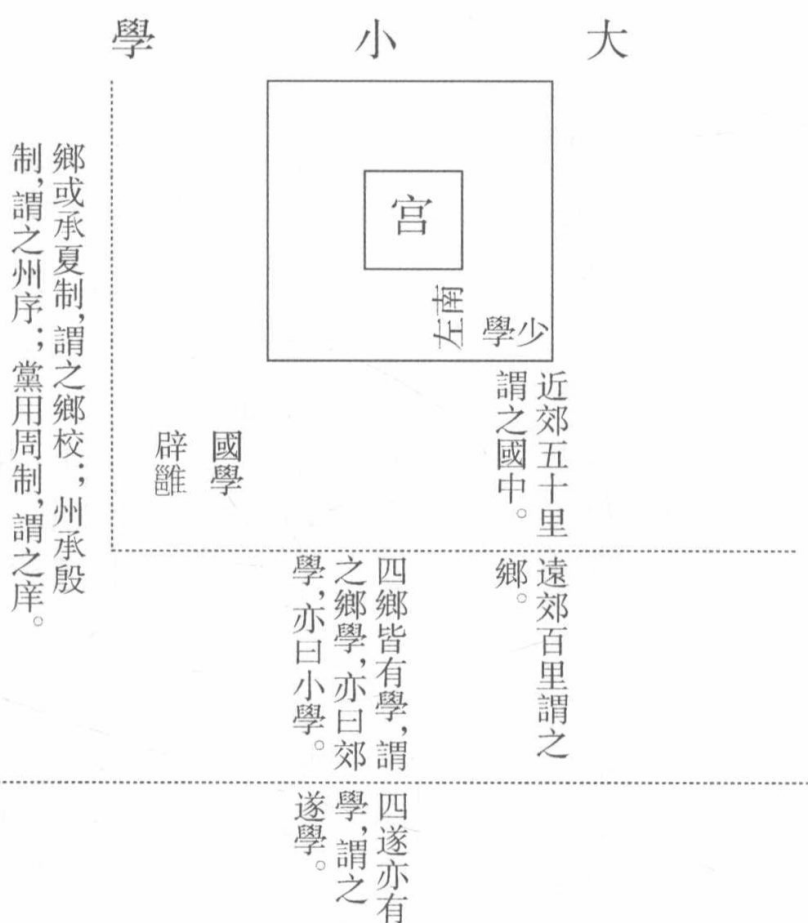 大小學
宫
南左
少學
近郊五十里
謂之國中。
國學
辟雝
遠郊百里謂之
鄉。
四鄉皆有學，謂
之鄉學，亦曰郊
學，亦曰小學。
四遂亦有
學，謂之
遂學。
鄉或承夏制，謂之鄉校；州承殷
制，謂之州序；黨用周制，謂之庠。